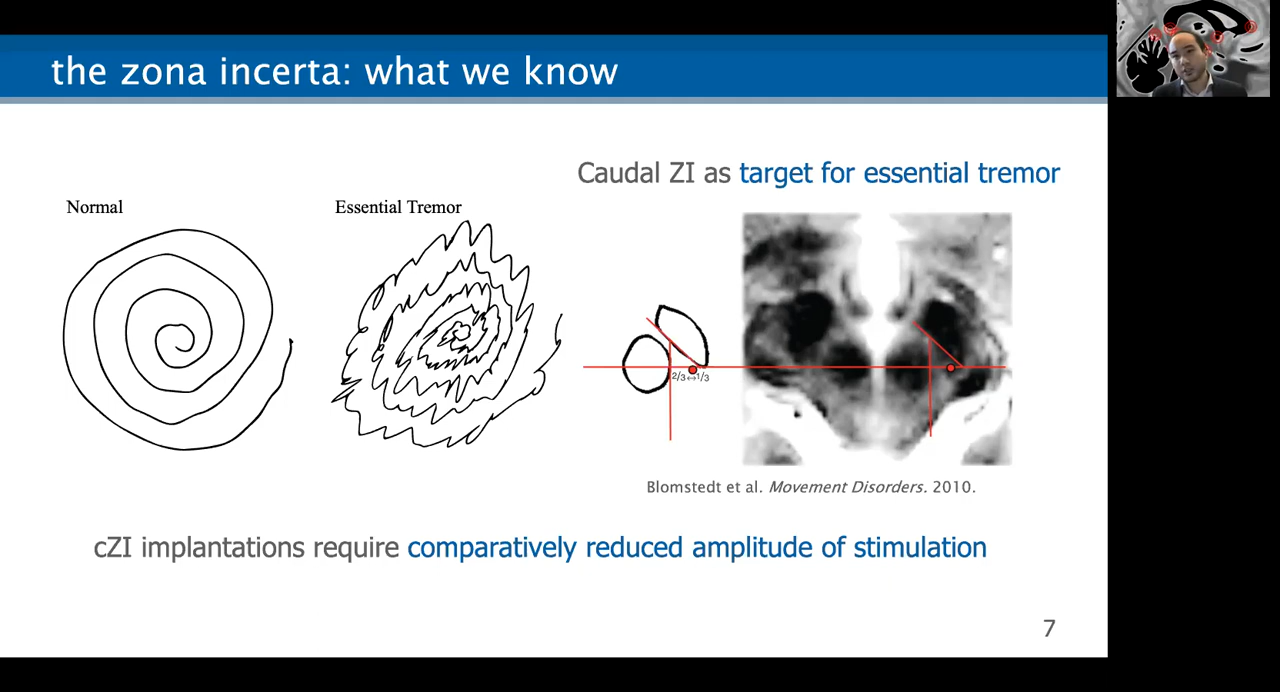 the zona incerta: what we know
Caudal ZI as target for essential tremor
Normal
Essential Tremor
2/3↔1/3
Blomstedt et al. Movement Disorders. 2010.
cZI implantations require comparatively reduced amplitude of stimulation
7